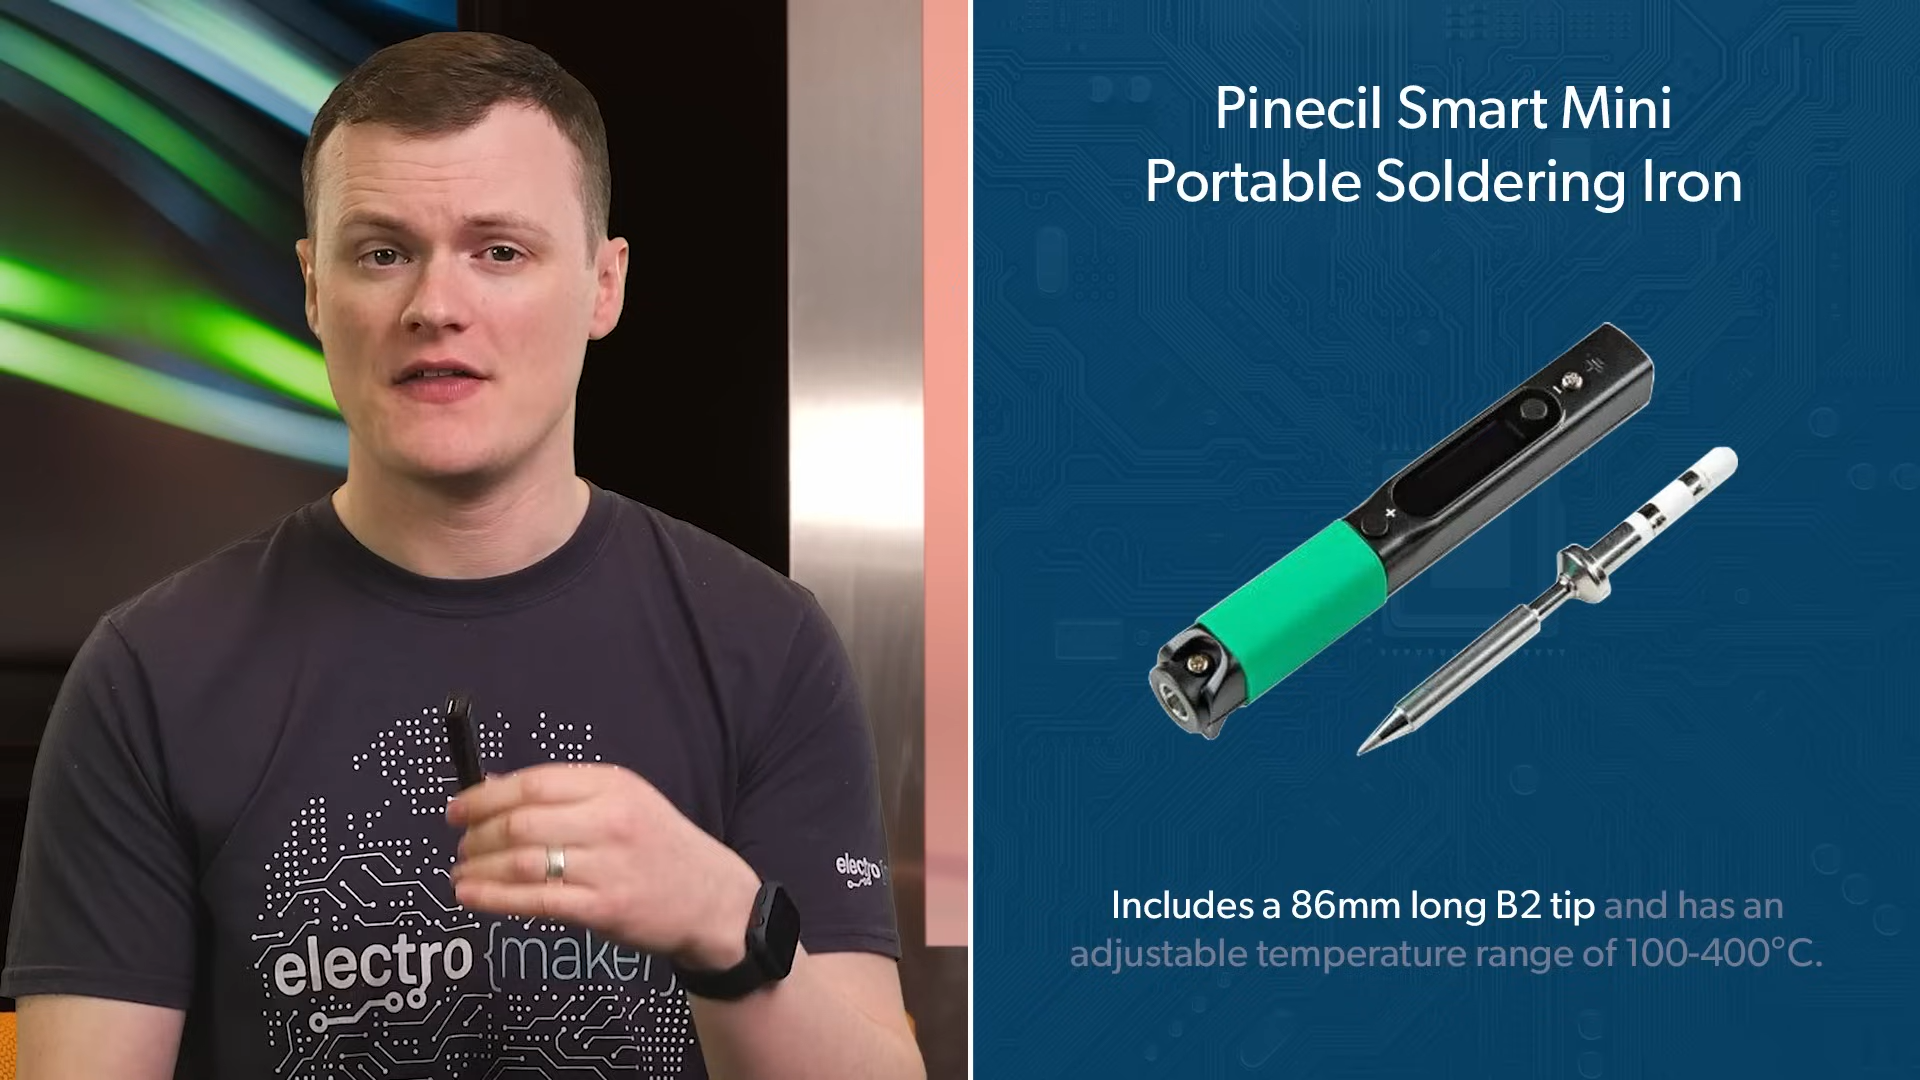 Pinecil Smart Mini
Portable Soldering Iron
electro {maker}
electro
Includes a 86mm long B2 tip and has an
adjustable temperature range of 100-400°C.